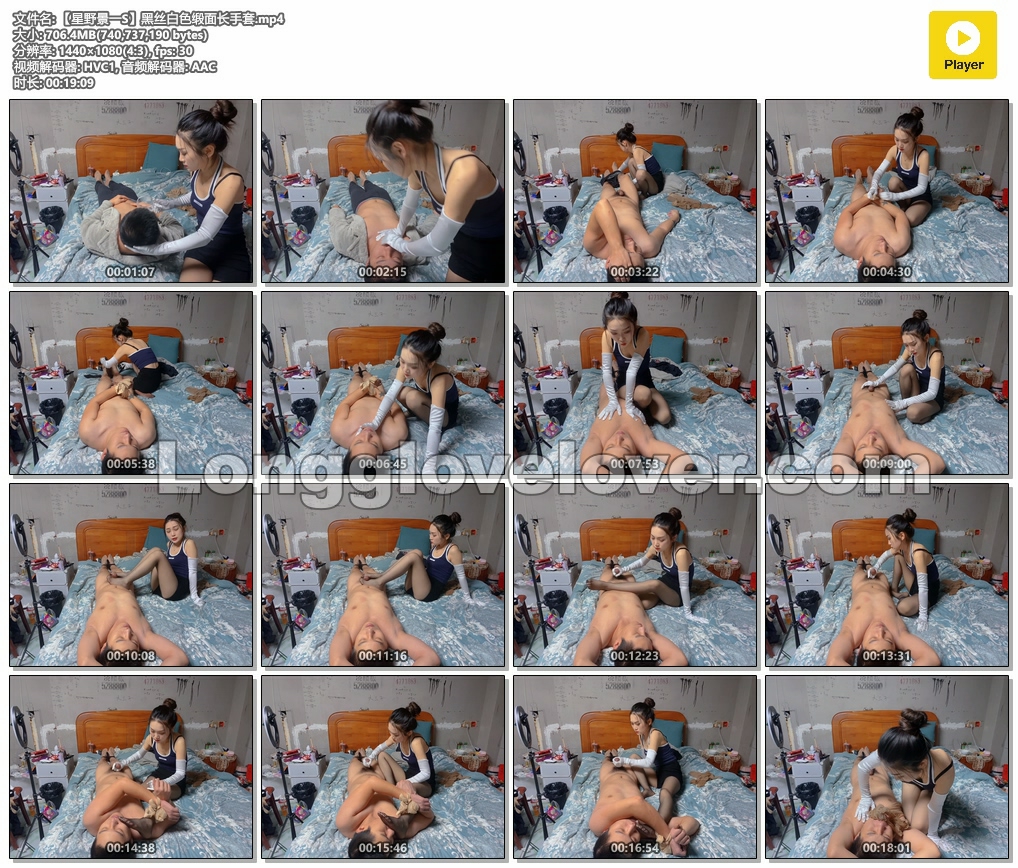 文件名: 【星野景一S】黑丝白色缎面长手套.mp4
大小: 706.4MB(740,737,190 bytes)
分辨率: 1440×1080(4:3), fps: 30
视频解码器: HVC1, 音频解码器: AAC
时长: 00:19:09
Player
00:01:07
00:02:15
00:03:22
00:04:30
00:05:38
00:06:45
00:07:53
00:09:00
Longglovelover.com
00:10:08
00:11:16
00:12:23
00:13:31
00:14:38
00:15:46
00:16:54
00:18:01